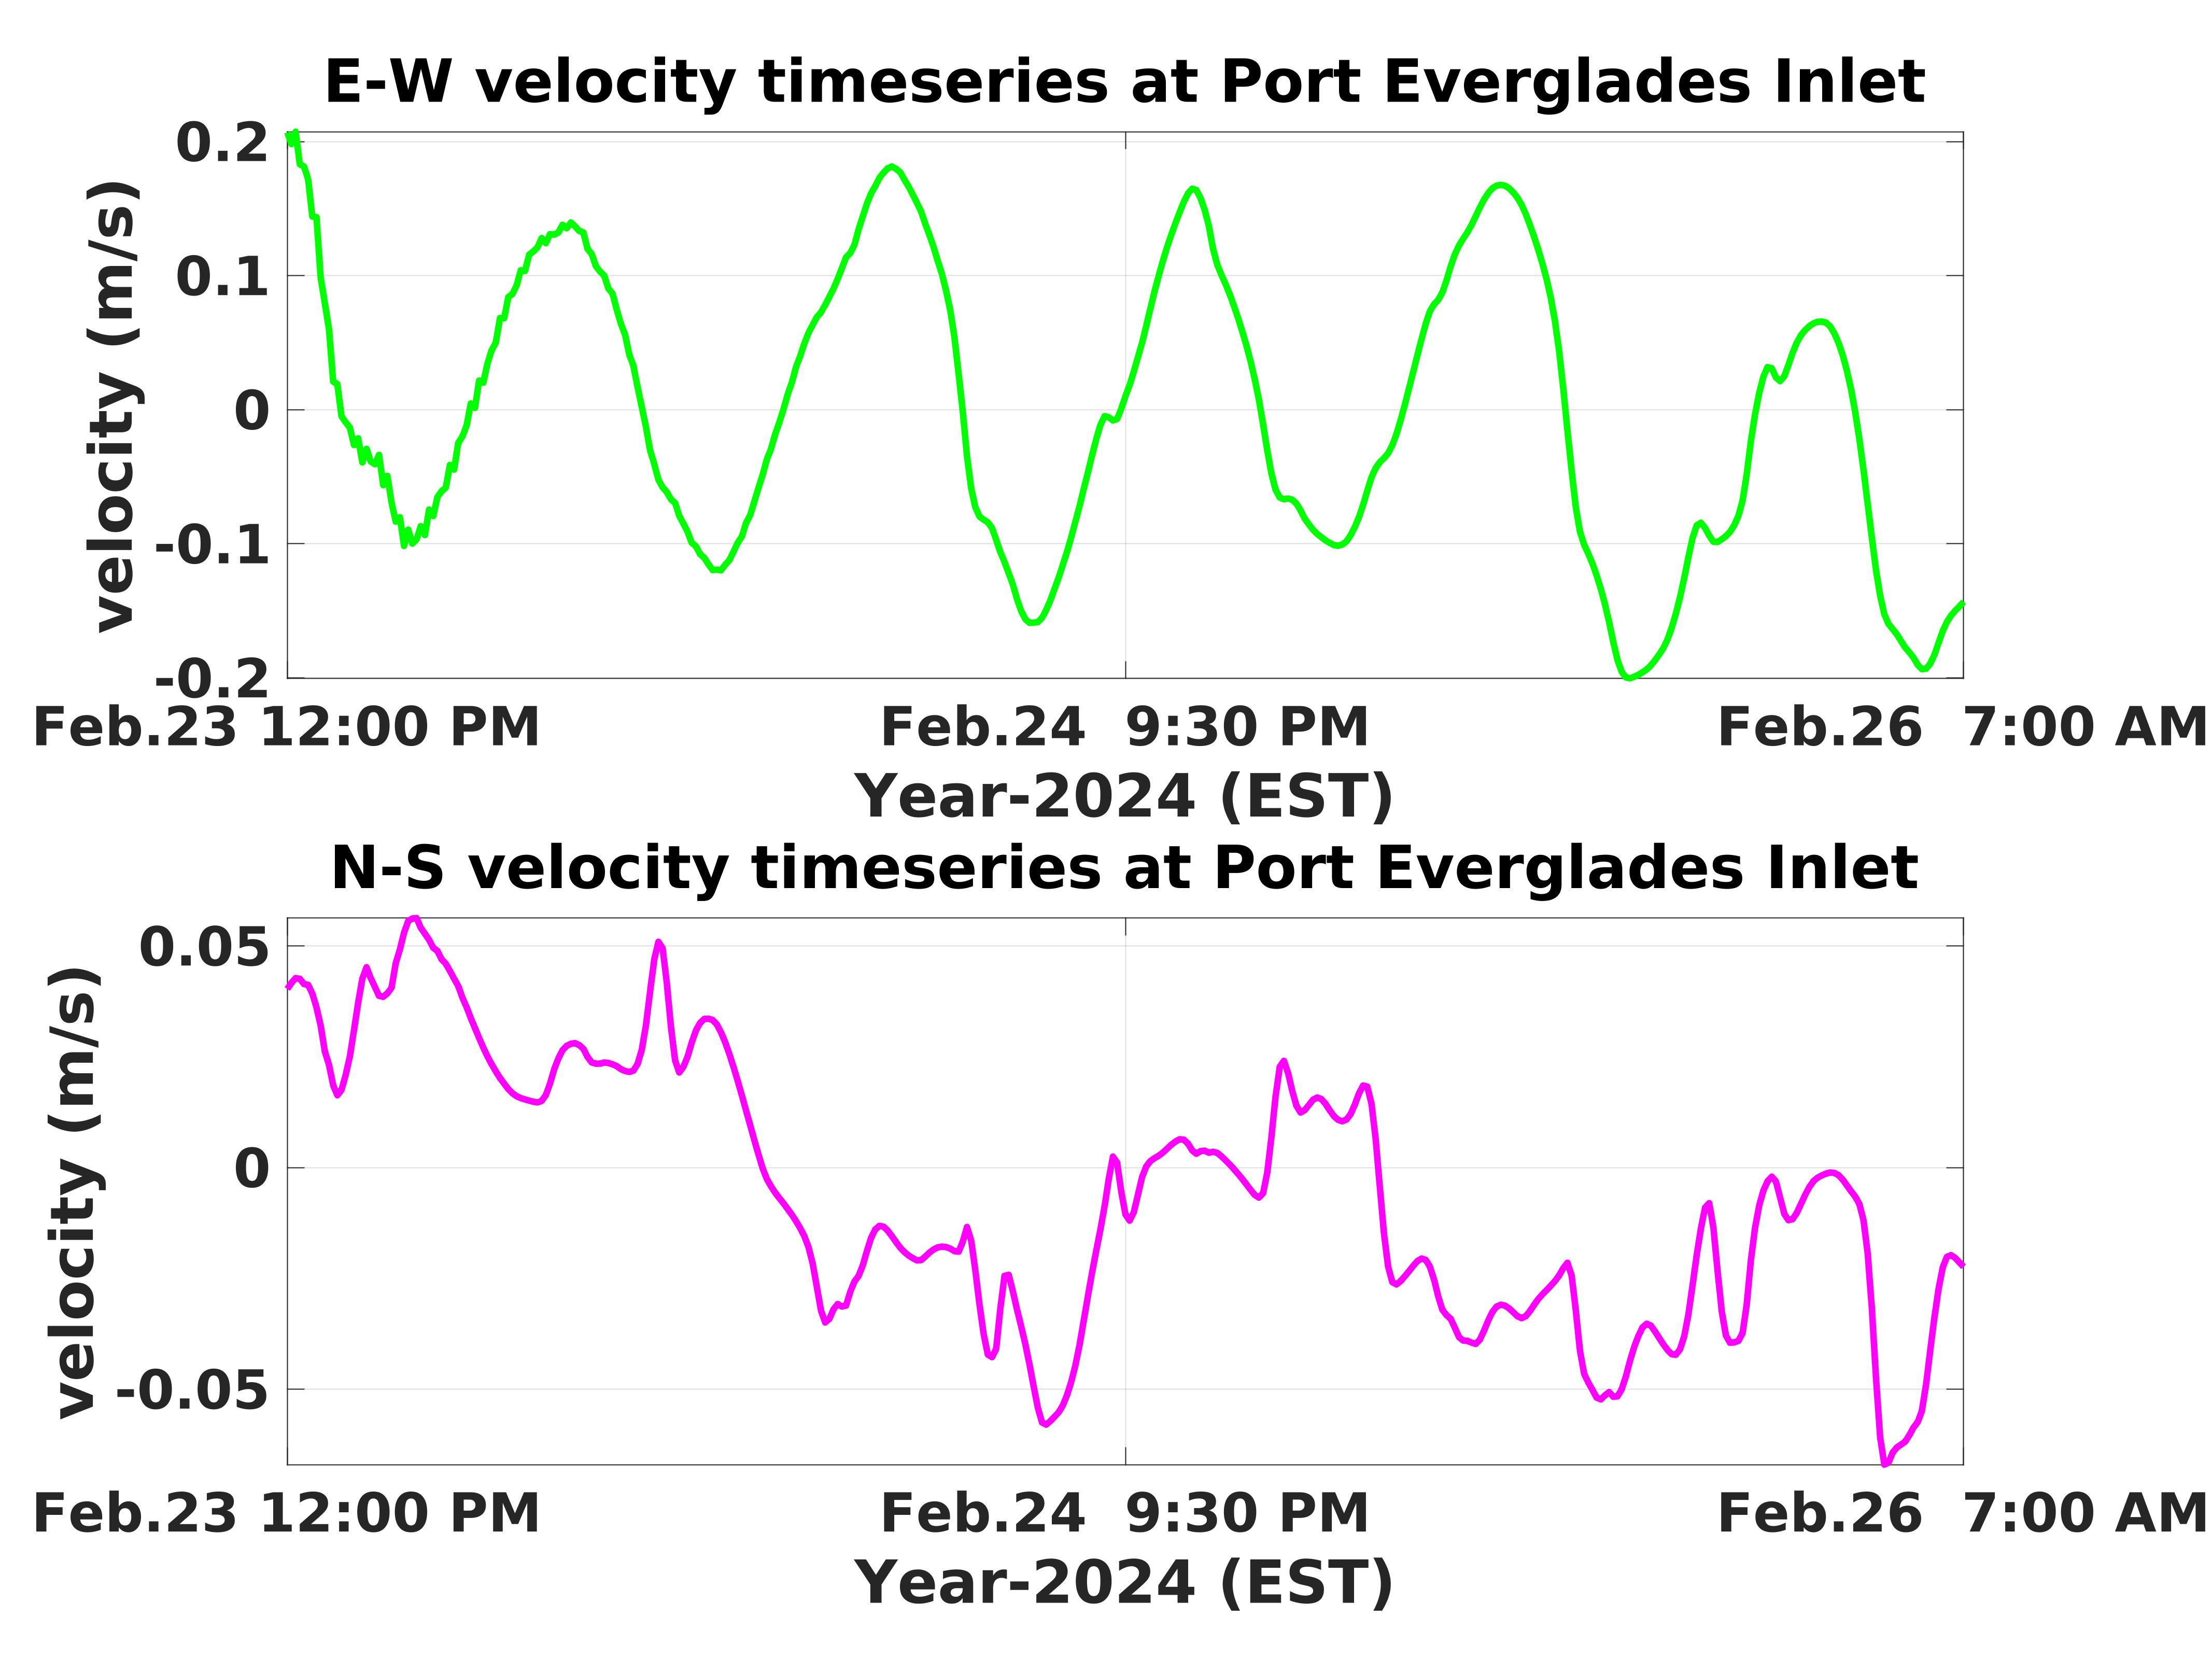 E-W velocity timeseries at Port Everglades Inlet
velocity (m/s)
0.2
0.1
0
-0.1
-0.2
Feb.23 12:00 PM Feb.24 9:30 PM Feb.26 7:00 AM
Year-2024 (EST)
N-S velocity timeseries at Port Everglades Inlet
velocity (m/s)
0.05
0
-0.05
Feb.23 12:00 PM Feb.24 9:30 PM Feb.26 7:00 AM
Year-2024 (EST)